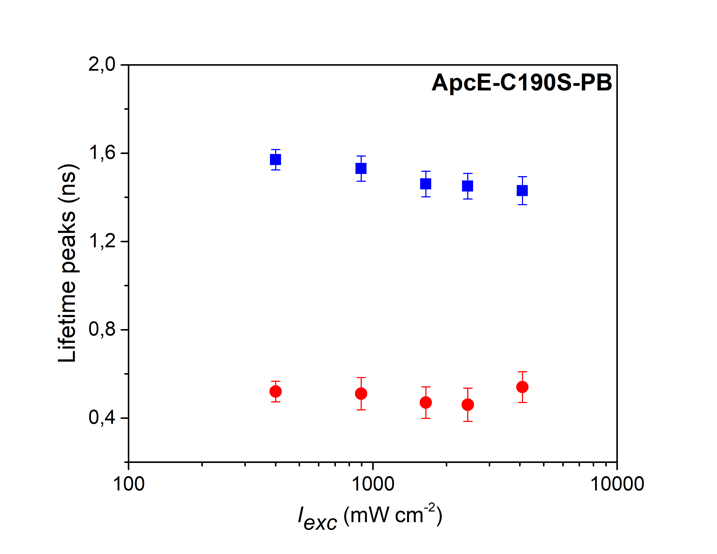 2,0
ApcE-C190S-PB
1,6
1,2
0,8
0,4
Lifetime peaks (ns)
100
1000
10000
Iexc (mW cm-2)